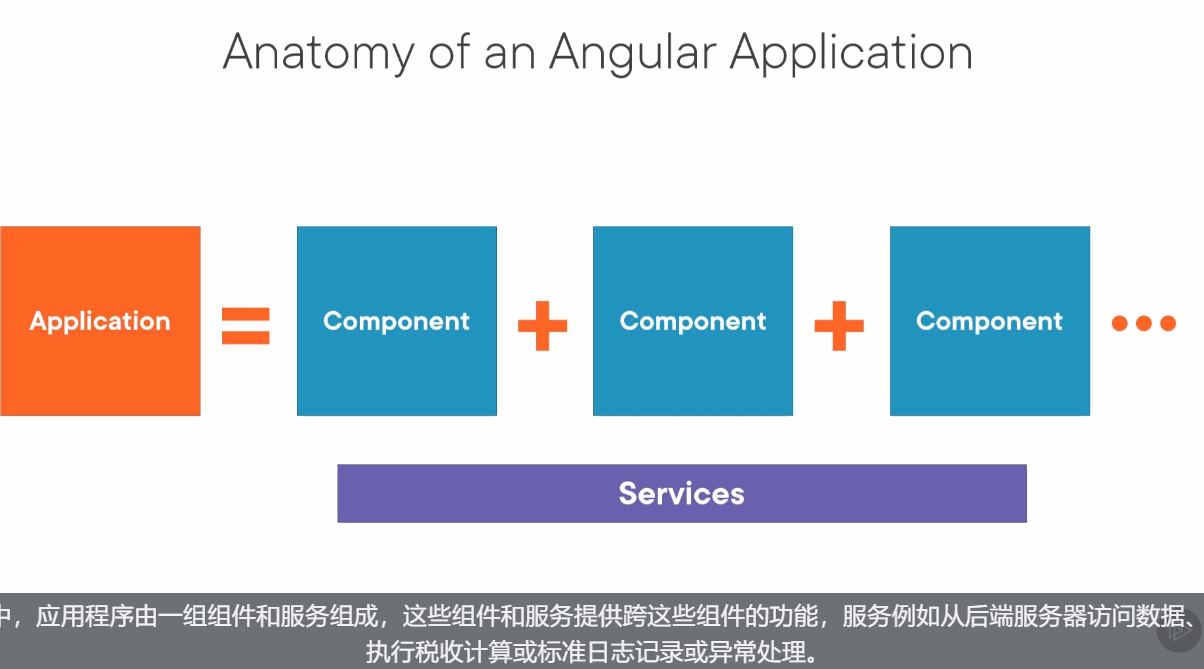 Anatomy of an Angular Application
Application = Component + Component + Component •••
Services
中，应用程序由一组组件和服务组成，这些组件和服务提供跨这些组件的功能，服务例如从后端服务器访问数据、
执行税收计算或标准日志记录或异常处理。